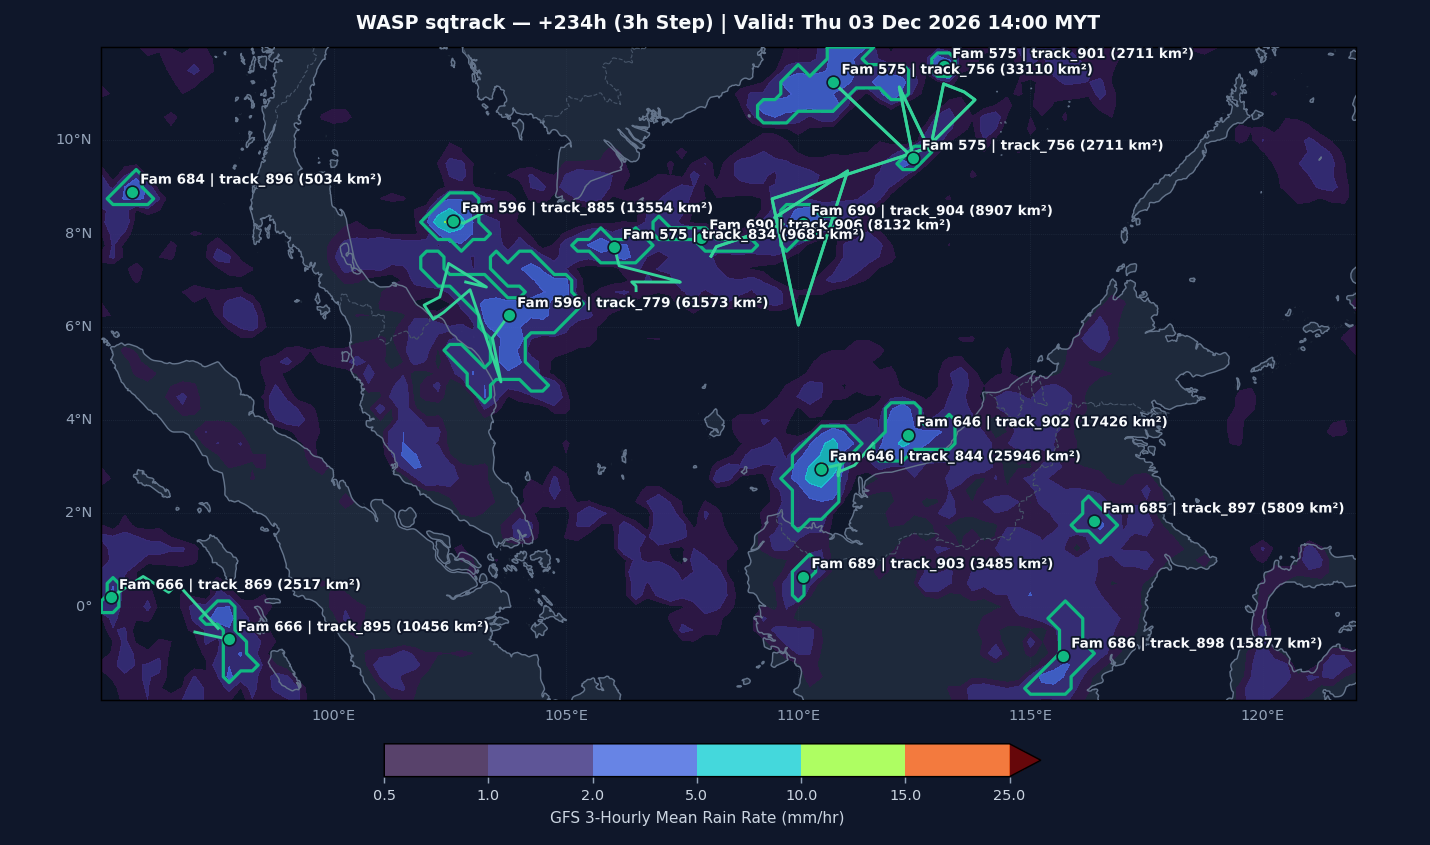 WASP sqtrack — +234h (3h Step) | Valid: Thu 03 Dec 2026 14:00 MYT
Fam 575 | track_901 (2711 km²)
Fam 575 | track_756 (33110 km²)
10°N
Fam 575 | track_756 (2711 km²)
Fam 684 | track_896 (5034 km²)
Fam 596 | track_885 (13554 km²)
Fam 690 | track_904 (8907 km²)
Fam 690 | track_906 (8132 km²)
8°N
Fam 575 | track_834 (9681 km²)
Fam 596 | track_779 (61573 km²)
6°N
4°N
Fam 646 | track_902 (17426 km²)
Fam 646 | track_844 (25946 km²)
2°N
Fam 685 | track_897 (5809 km²)
Fam 689 | track_903 (3485 km²)
Fam 666 | track_869 (2517 km²)
0°
Fam 666 | track_895 (10456 km²)
Fam 686 | track_898 (15877 km²)
100°E 105°E 110°E 115°E 120°E
0.5 1.0 2.0 5.0 10.0 15.0 25.0
GFS 3-Hourly Mean Rain Rate (mm/hr)